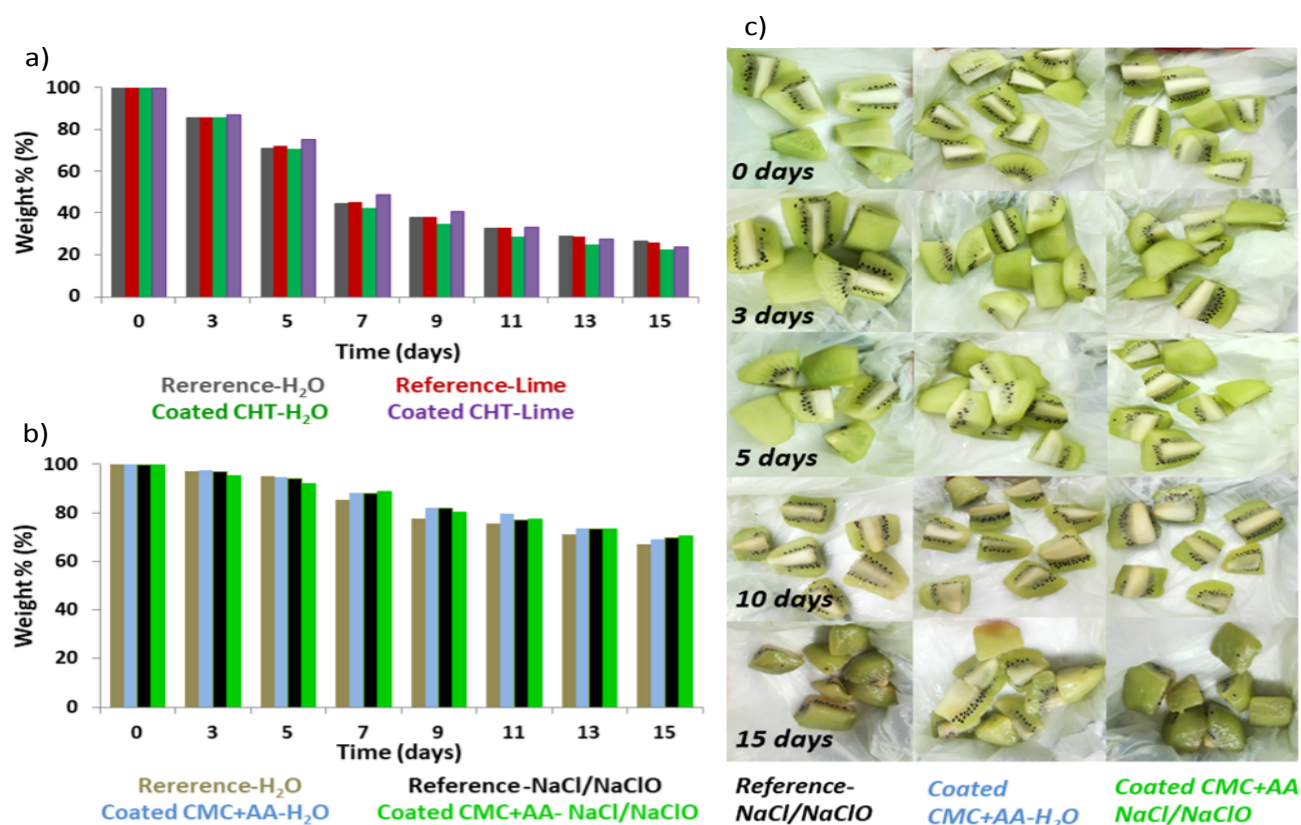 a)
Weight % (%)
100
80
60
40
20
0
0 3 5 7 9 11 13 15
Time (days)
Rererence-H₂O Reference-Lime
Coated CHT-H₂O Coated CHT-Lime
b)
Weight % (%)
100
80
60
40
20
0
0 3 5 7 9 11 13 15
Time (days)
Rererence-H₂O Reference -NaCl/NaClO
Coated CMC+AA-H₂O Coated CMC+AA- NaCl/NaClO
c)
0 days
3 days
5 days
10 days
15 days
Reference-
NaCl/NaClO
Coated
CMC+AA-H₂O
Coated CMC+AA
NaCl/NaClO